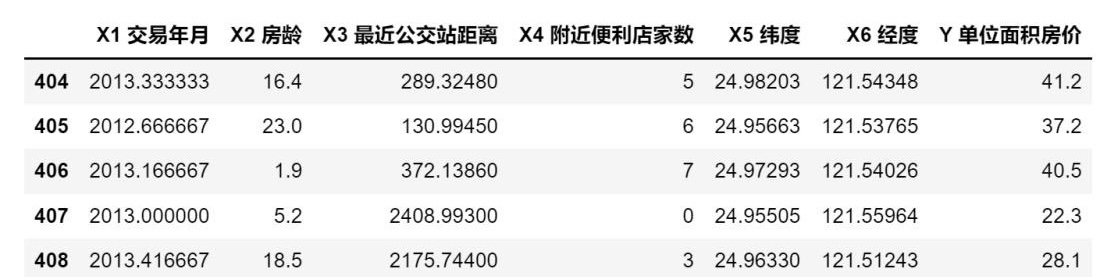 X1 交易年月 X2 房龄 X3 最近公交站距离 X4 附近便利店家数 X5 纬度 X6 经度 Y 单位面积房价
404 2013.333333 16.4 289.32480 5 24.98203 121.54348 41.2
405 2012.666667 23.0 130.99450 6 24.95663 121.53765 37.2
406 2013.166667 1.9 372.13860 7 24.97293 121.54026 40.5
407 2013.000000 5.2 2408.99300 0 24.95505 121.55964 22.3
408 2013.416667 18.5 2175.74400 3 24.96330 121.51243 28.1